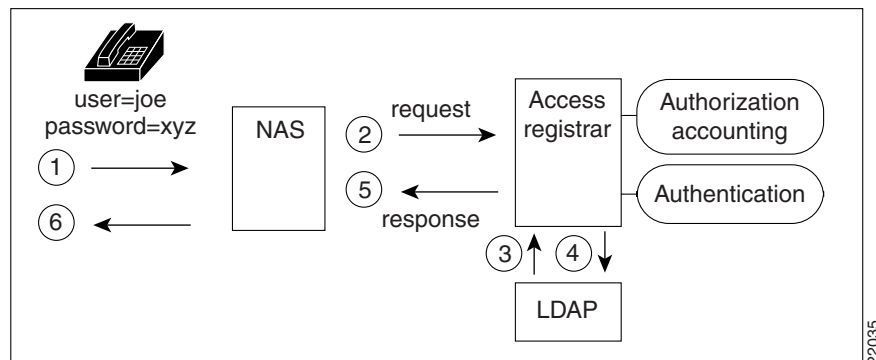 user=joe
password=xyz
NAS
request
Access
registrar
Authorization
accounting
1
2
5
6
response
Authentication
3
4
LDAP
22035